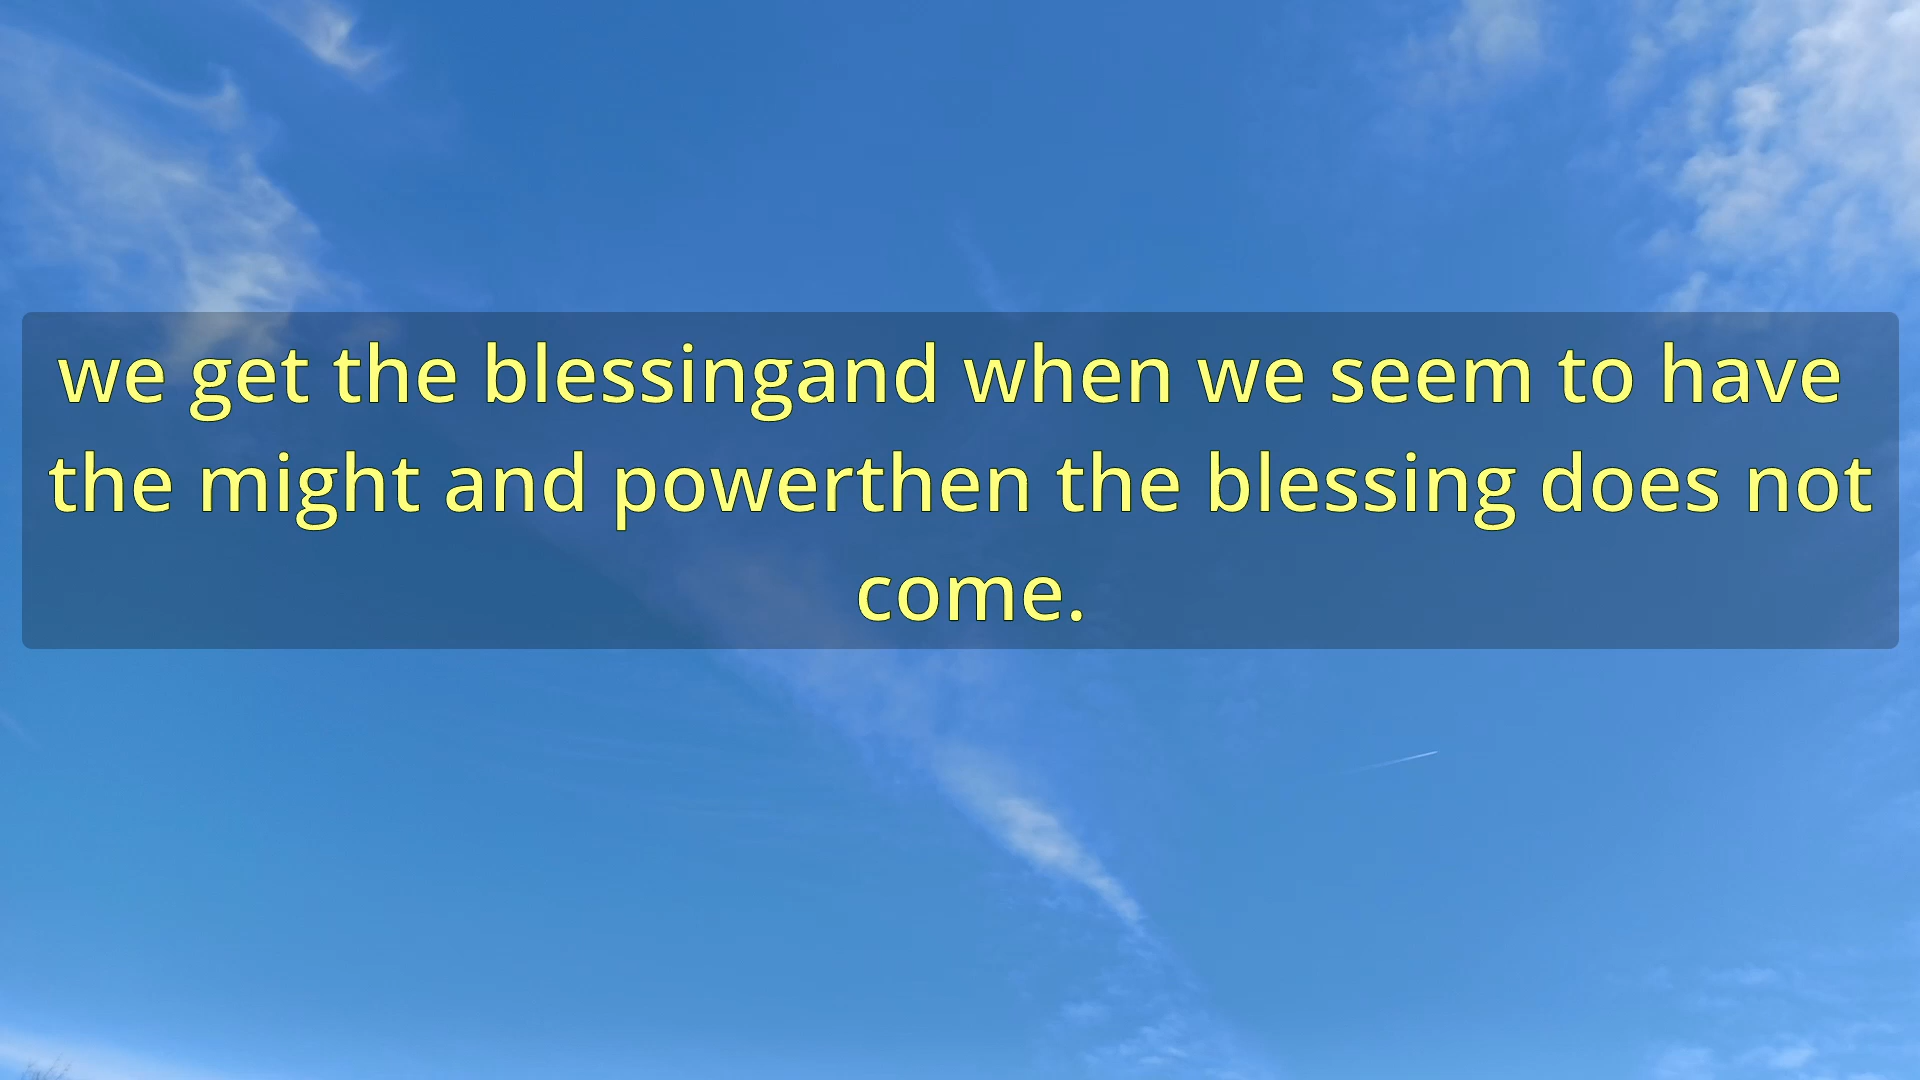 we get the blessingand when we seem to have
the might and powerthen the blessing does not
come.